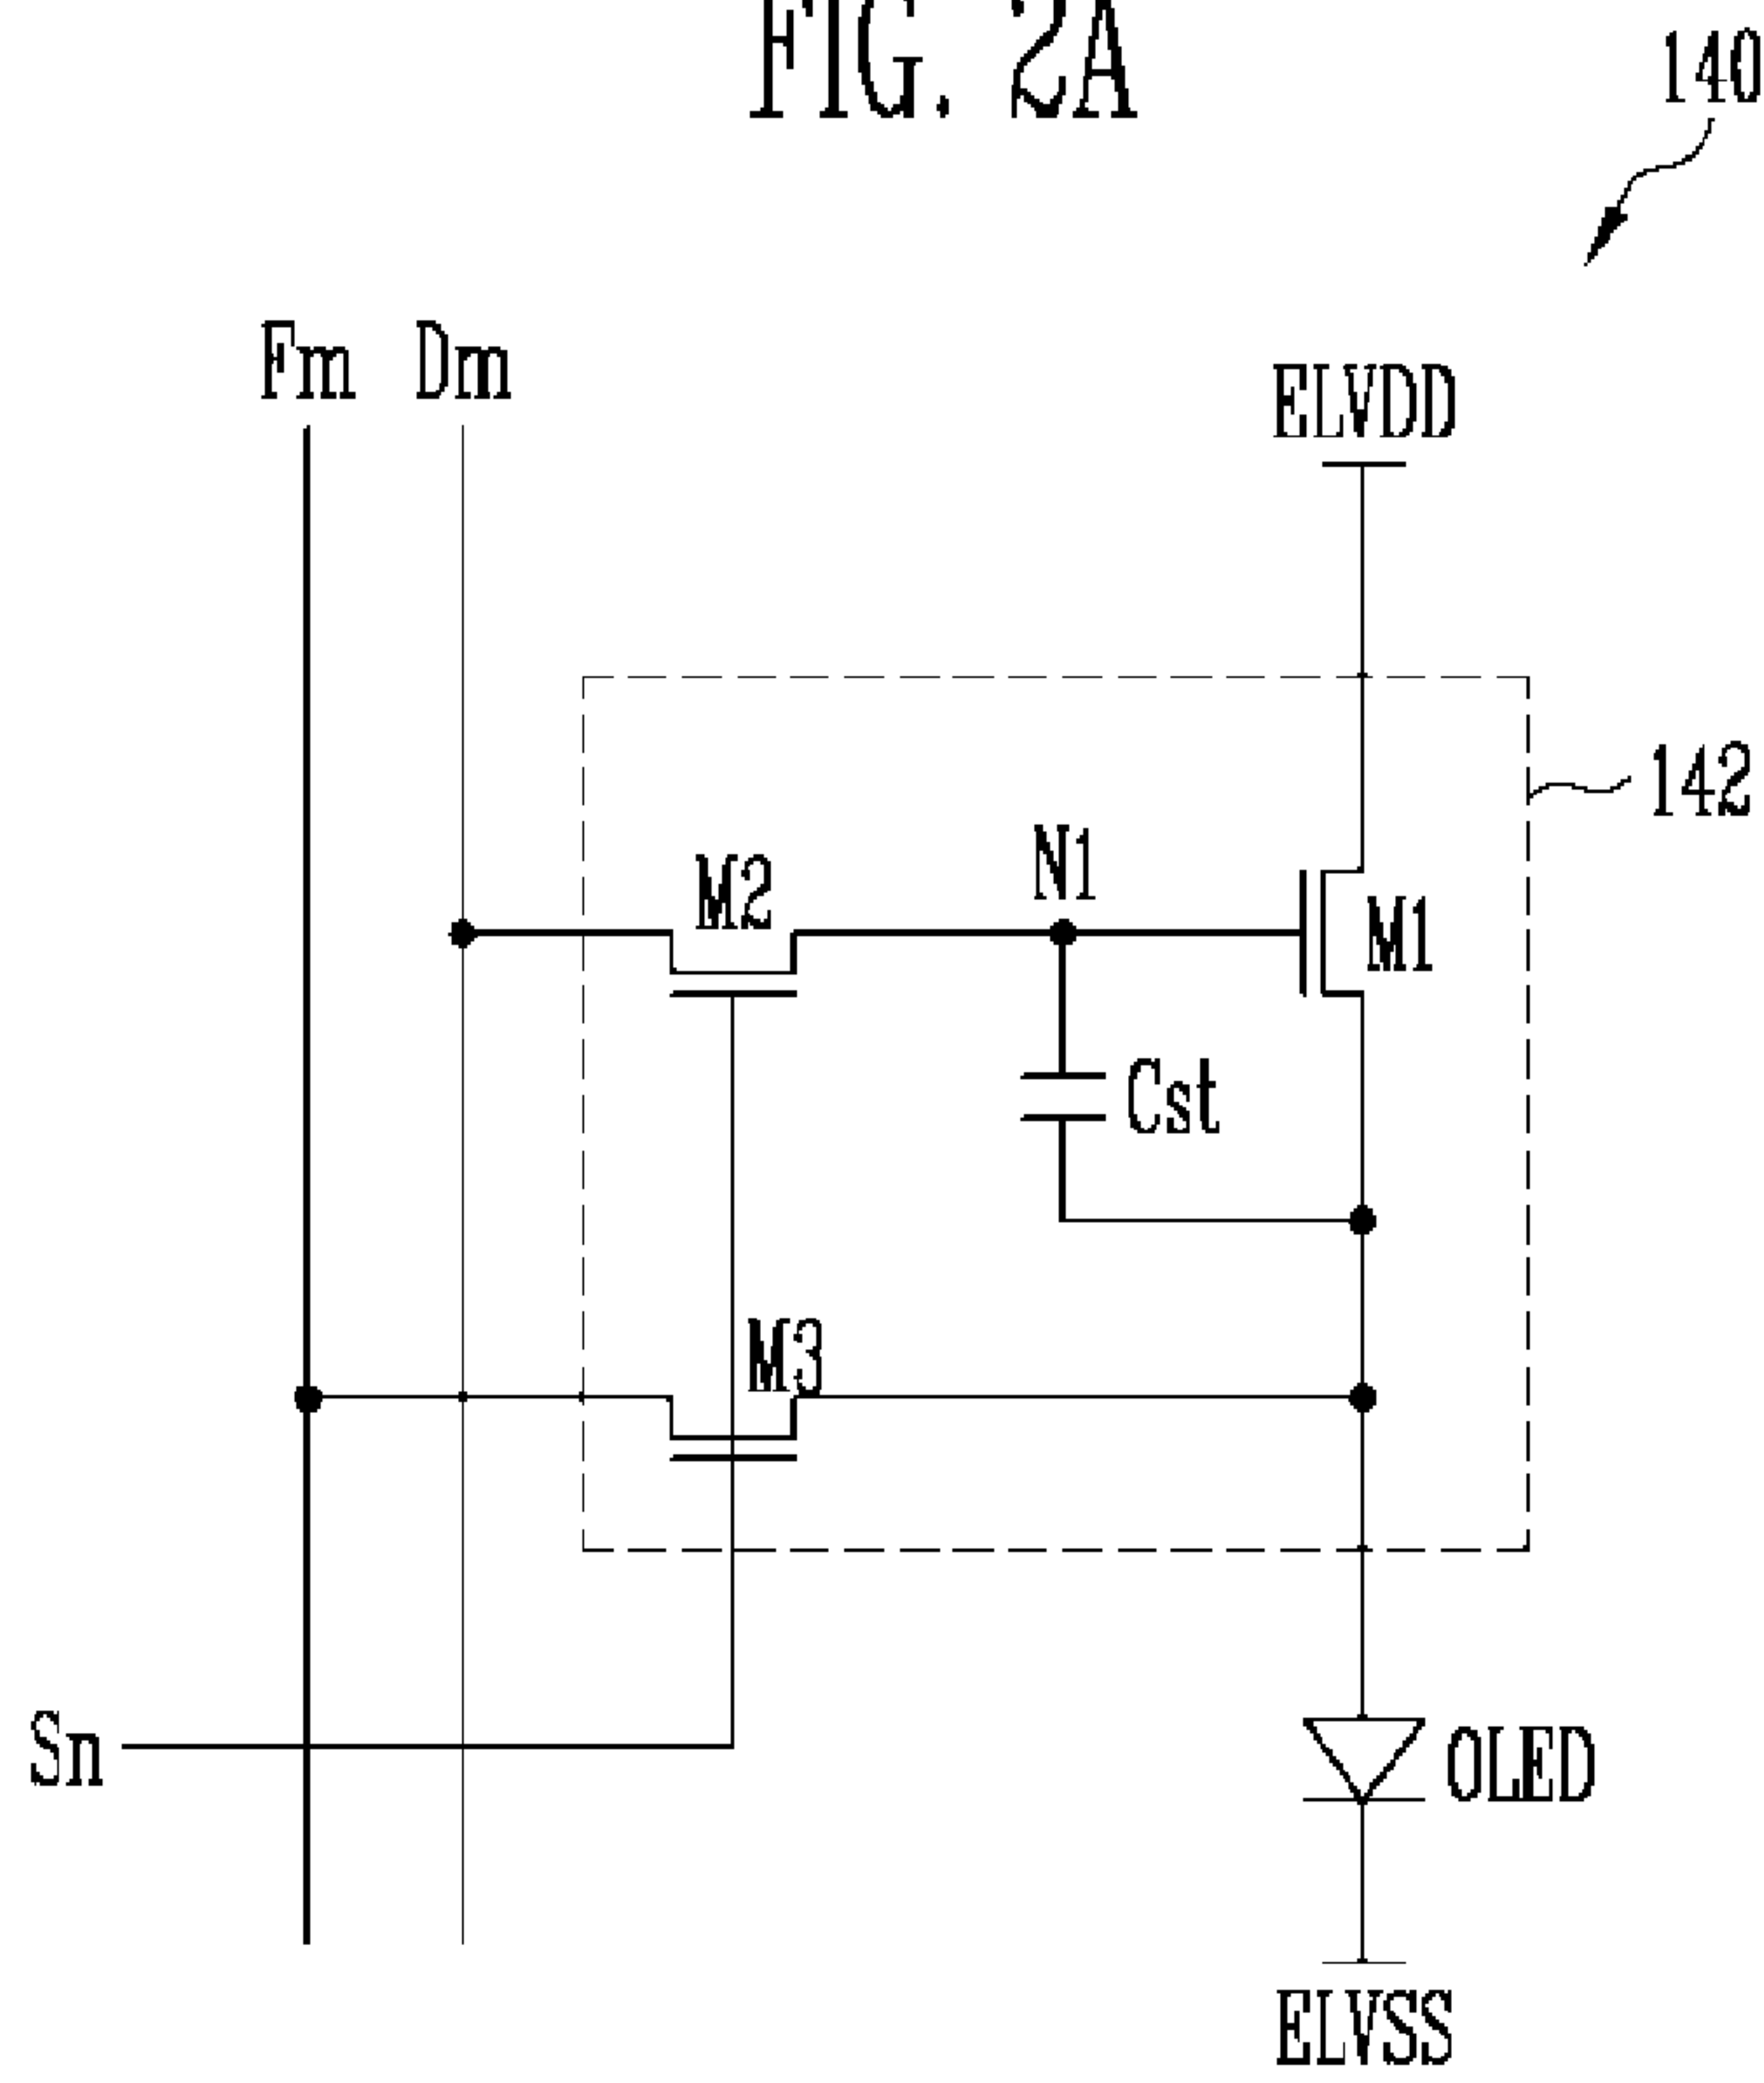 FIG. 2A
140
Fm
Dm
ELVDD
142
N1
M2
M1
Cst
M3
Sn
OLED
ELVSS